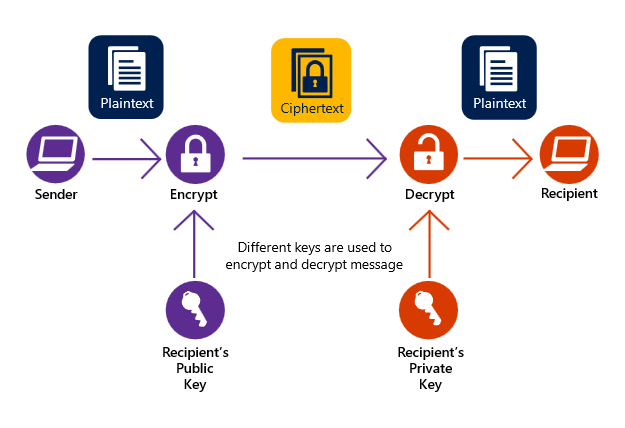 Plaintext
Ciphertext
Plaintext
Sender
Encrypt
Decrypt
Recipient
Different keys are used to
encrypt and decrypt message
Recipient's
Public
Key
Recipient's
Private
Key